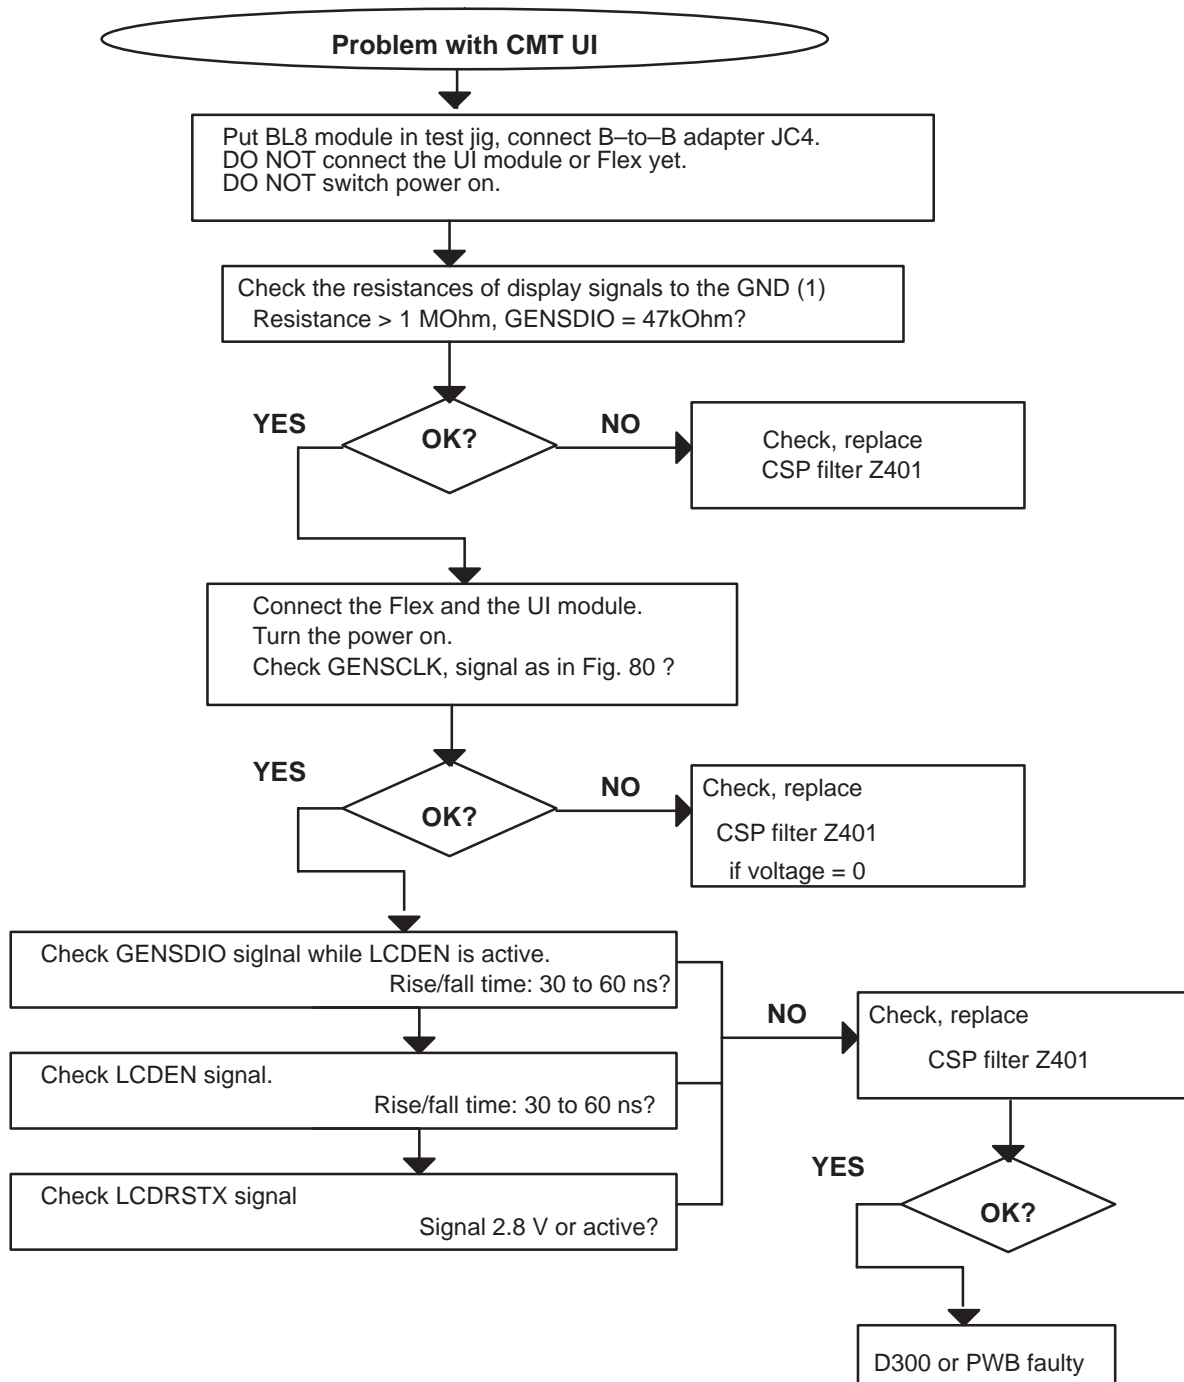 Problem with CMT UI
Put BL8 module in test jig, connect B–to–B adapter JC4.
DO NOT connect the UI module or Flex yet.
DO NOT switch power on.
Check the resistances of display signals to the GND (1)
Resistance > 1 MOhm, GENSDIO = 47kOhm?
YES
OK?
NO
Check, replace
CSP filter Z401
Connect the Flex and the UI module.
Turn the power on.
Check GENSCLK, signal as in Fig. 80 ?
YES
OK?
NO
Check, replace
CSP filter Z401
if voltage = 0
Check GENSDIO siglnal while LCDEN is active.
Rise/fall time: 30 to 60 ns?
NO
Check, replace
CSP filter Z401
Check LCDEN signal.
Rise/fall time: 30 to 60 ns?
Check LCDRSTX signal
Signal 2.8 V or active?
YES
OK?
D300 or PWB faulty